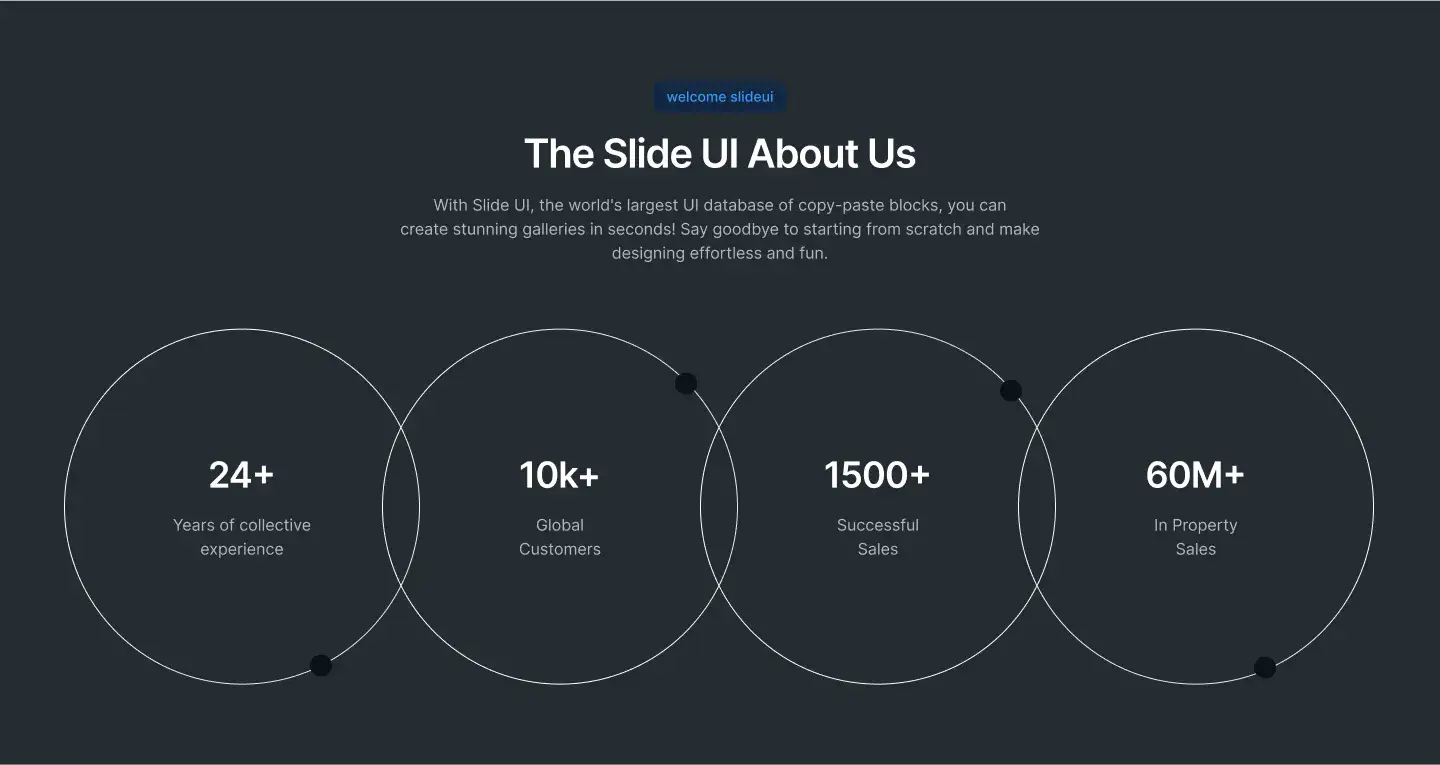 welcome slideui
The Slide UI About Us
With Slide UI, the world's largest UI database of copy-paste blocks, you can
create stunning galleries in seconds! Say goodbye to starting from scratch and make
designing effortless and fun.
24+
Years of collective
experience
10k+
Global
Customers
1500+
Successful
Sales
60M+
In Property
Sales